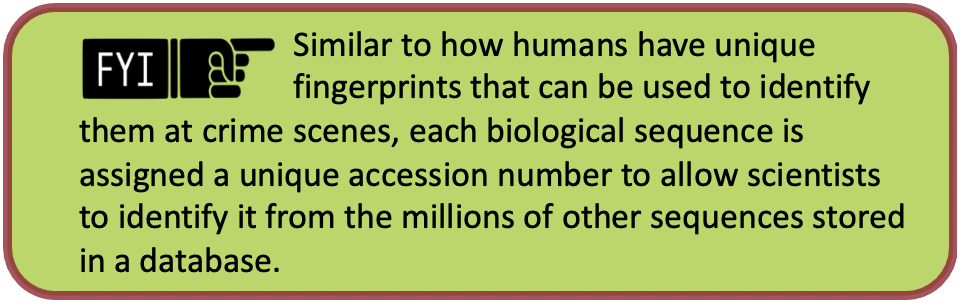 FYI
Similar to how humans have unique
fingerprints that can be used to identify
them at crime scenes, each biological sequence is
assigned a unique accession number to allow scientists
to identify it from the millions of other sequences stored
in a database.